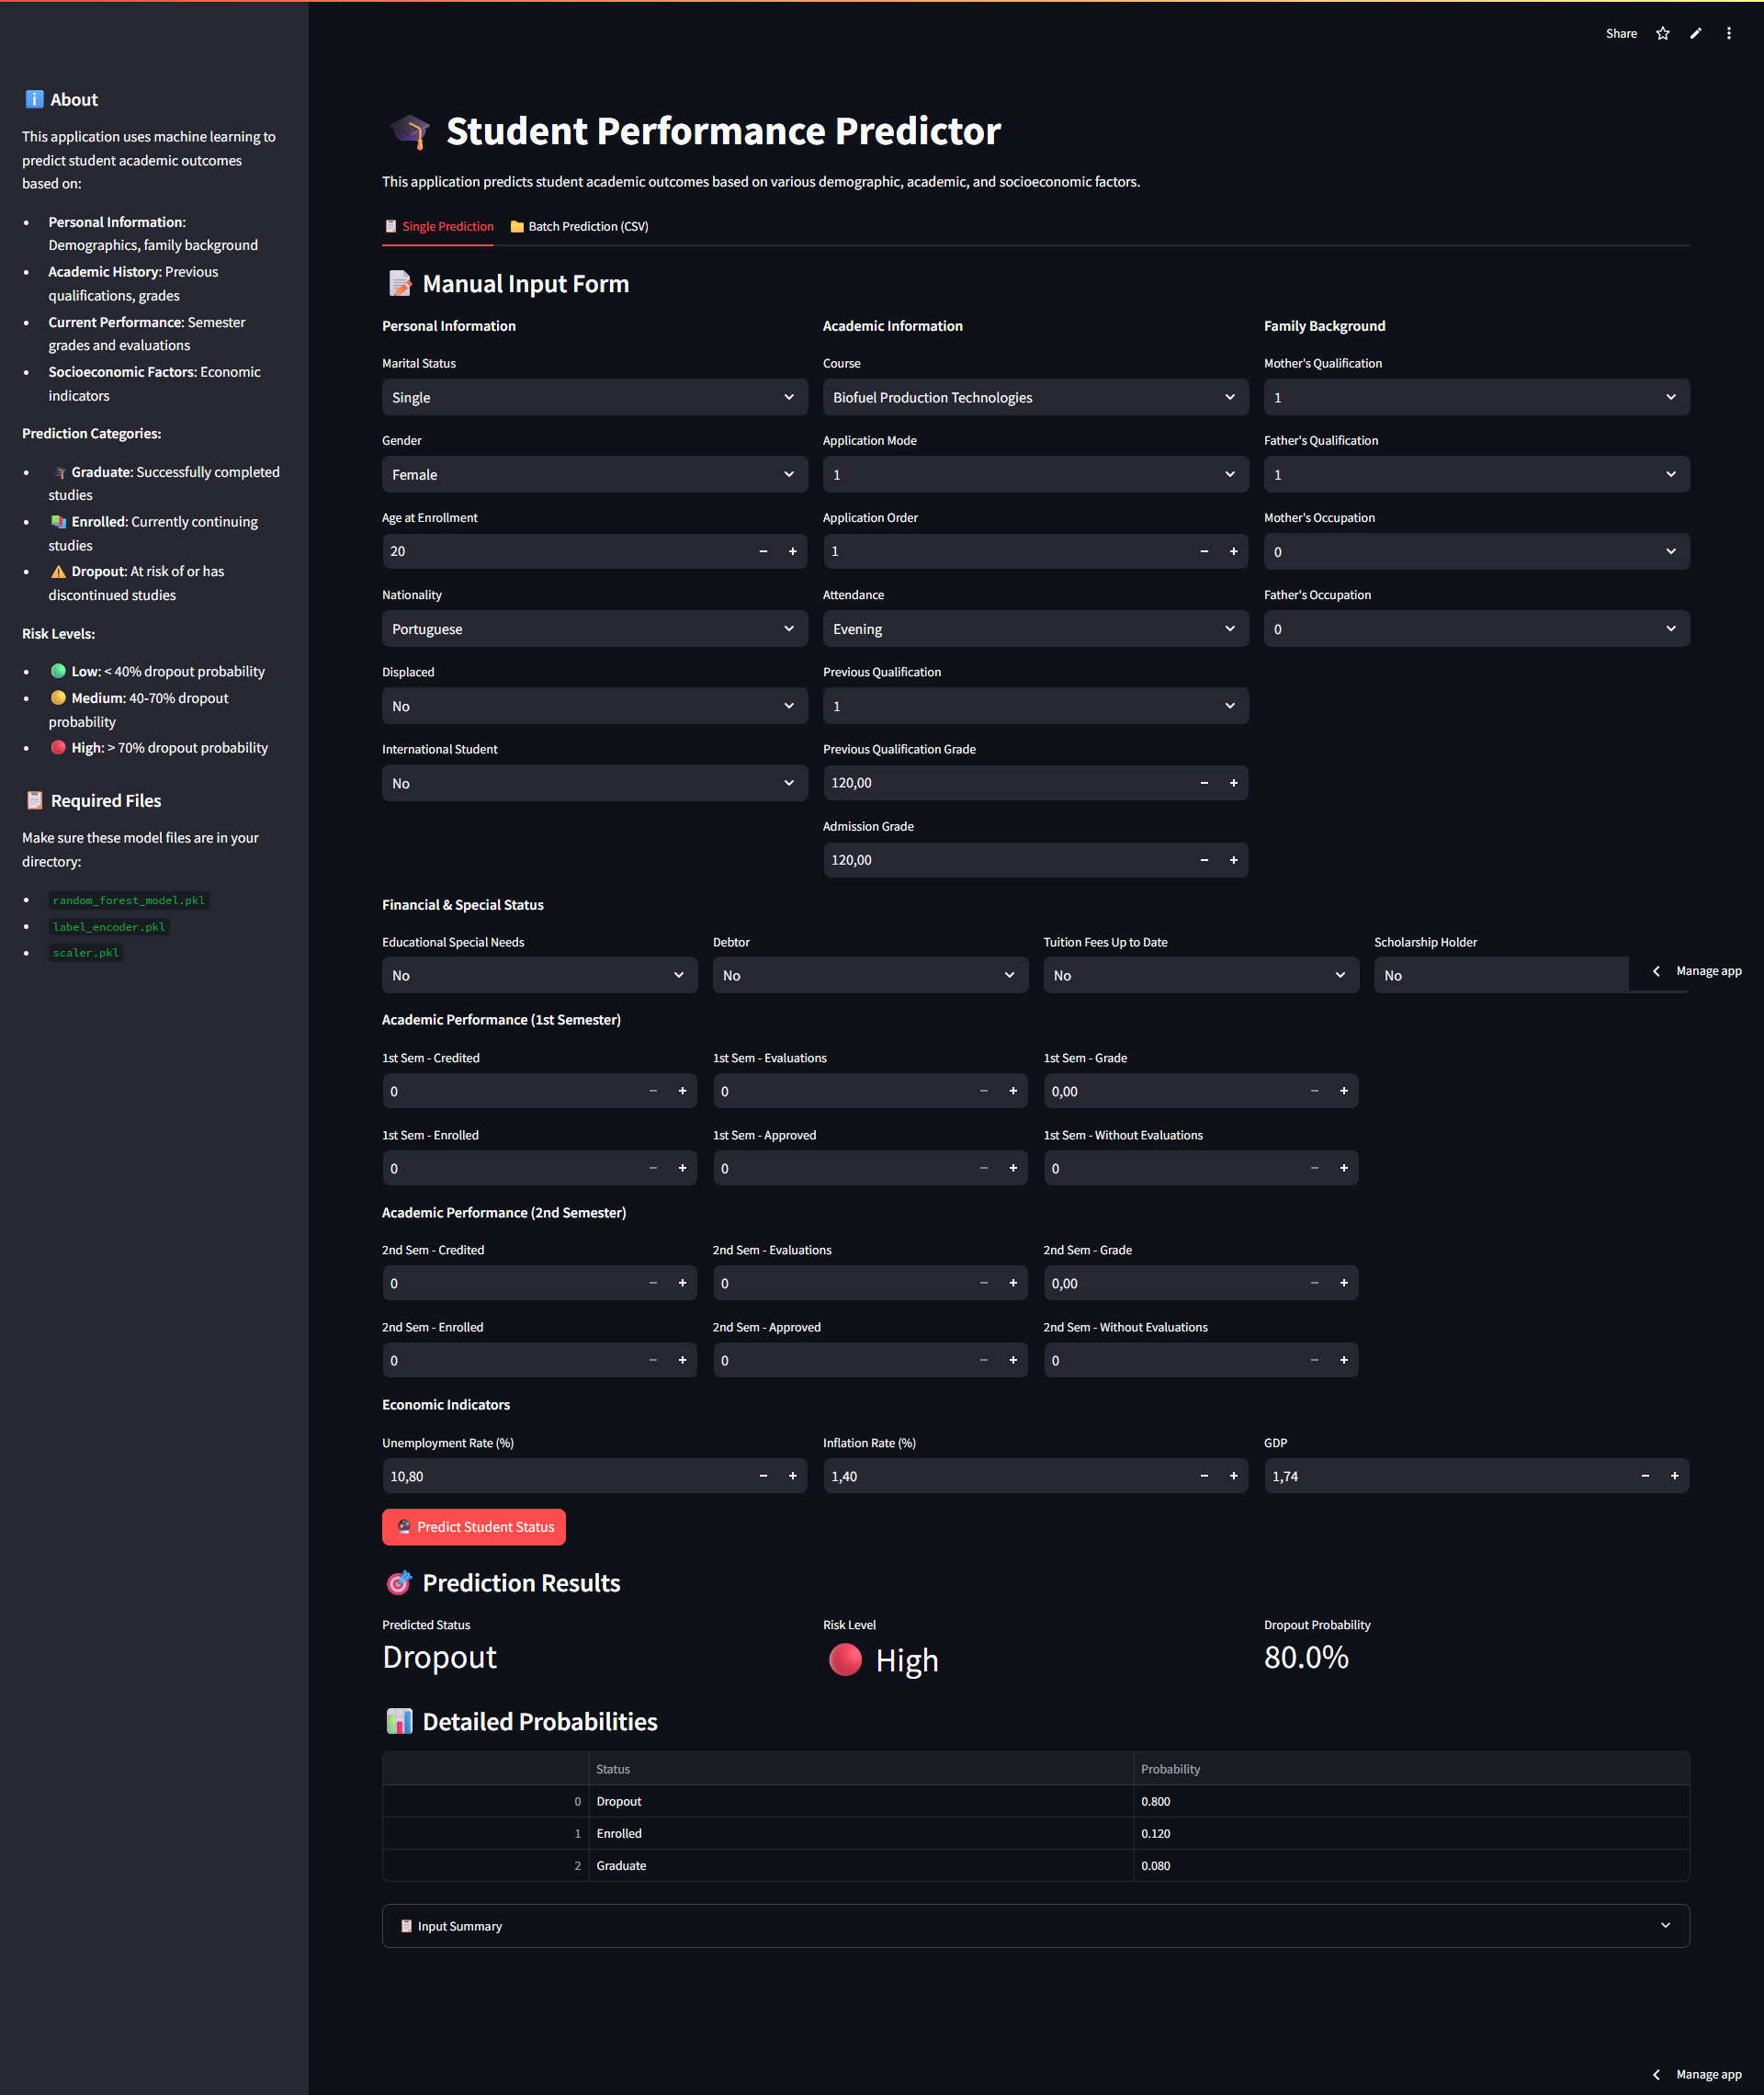 Share
About
This application uses machine learning to
predict student academic outcomes
based on:
Personal Information:
Demographics, family background
Academic History: Previous
qualifications, grades
Current Performance: Semester
grades and evaluations
Socioeconomic Factors: Economic
indicators
Prediction Categories:
Graduate: Successfully completed
studies
Enrolled: Currently continuing
studies
Dropout: At risk of or has
discontinued studies
Risk Levels:
Low: < 40% dropout probability
Medium: 40-70% dropout
probability
High: > 70% dropout probability
Required Files
Make sure these model files are in your
directory:
random_forest_model.pkl
label_encoder.pkl
scaler.pkl
Student Performance Predictor
This application predicts student academic outcomes based on various demographic, academic, and socioeconomic factors.
Single Prediction Batch Prediction (CSV)
Manual Input Form
Personal Information
Marital Status
Single
Gender
Female
Age at Enrollment
20
Nationality
Portuguese
Displaced
No
International Student
No
Academic Information
Course
Biofuel Production Technologies
Application Mode
1
Application Order
1
Attendance
Evening
Previous Qualification
1
Previous Qualification Grade
120,00
Admission Grade
120,00
Family Background
Mother's Qualification
1
Father's Qualification
1
Mother's Occupation
0
Father's Occupation
0
Financial & Special Status
Educational Special Needs Debtor Tuition Fees Up to Date Scholarship Holder
No No No No
Manage app
Academic Performance (1st Semester)
1st Sem - Credited 1st Sem - Evaluations 1st Sem - Grade
0 0 0,00
1st Sem - Enrolled 1st Sem - Approved 1st Sem - Without Evaluations
0 0 0
Academic Performance (2nd Semester)
2nd Sem - Credited 2nd Sem - Evaluations 2nd Sem - Grade
0 0 0,00
2nd Sem - Enrolled 2nd Sem - Approved 2nd Sem - Without Evaluations
0 0 0
Economic Indicators
Unemployment Rate (%) Inflation Rate (%) GDP
10,80 1,40 1,74
Predict Student Status
Prediction Results
Predicted Status Risk Level Dropout Probability
Dropout High 80.0%
Detailed Probabilities
Status Probability
0 Dropout 0.800
1 Enrolled 0.120
2 Graduate 0.080
Input Summary
Manage app